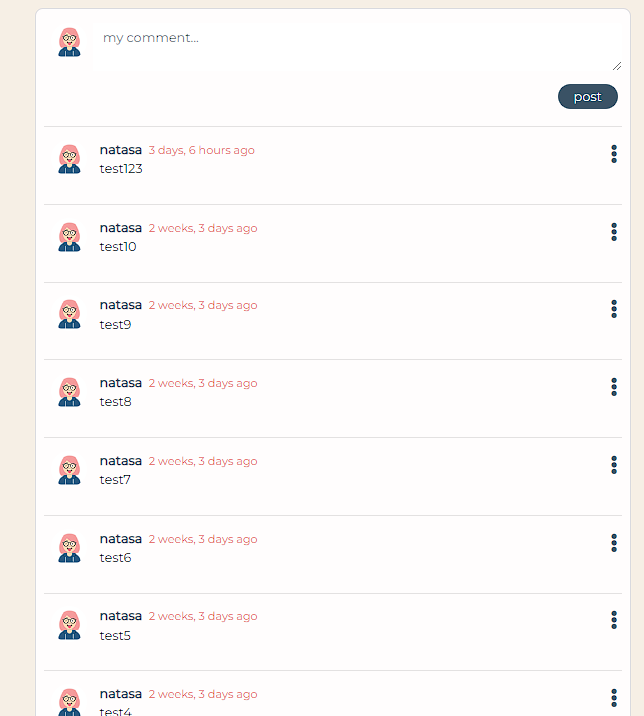 my comment...
post
natasa 3 days, 6 hours ago
test123
natasa 2 weeks, 3 days ago
test10
natasa 2 weeks, 3 days ago
test9
natasa 2 weeks, 3 days ago
test8
natasa 2 weeks, 3 days ago
test7
natasa 2 weeks, 3 days ago
test6
natasa 2 weeks, 3 days ago
test5
natasa 2 weeks, 3 days ago
test4